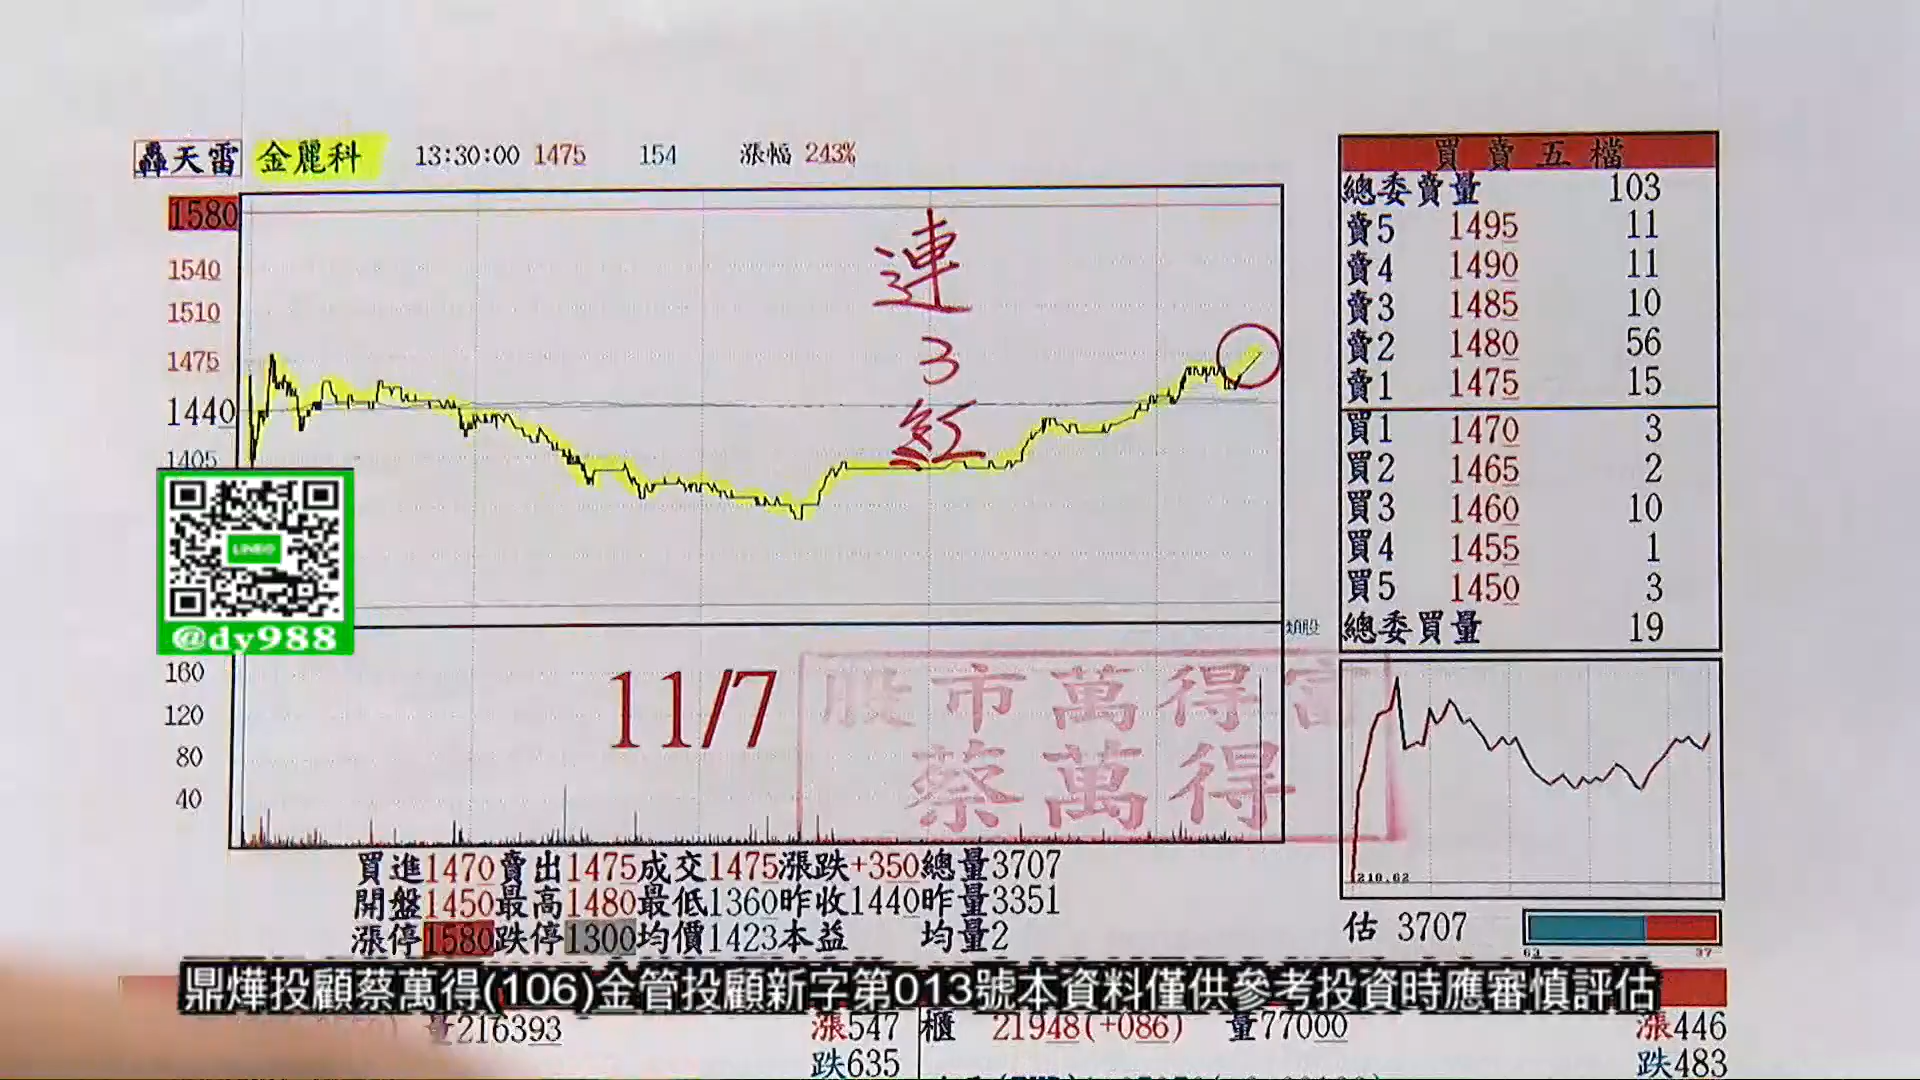 轟天雷 金麗科 13:30:00 1475 154 漲幅 243%
1580
1540
1510
1475
1440
1405
連
3
紅
買賣五檔
總委賣量 103
賣5 1495 11
賣4 1490 11
賣3 1485 10
賣2 1480 56
賣1 1475 15
買1 1470 3
買2 1465 2
買3 1460 10
買4 1455 1
買5 1450 3
總委買量 19
類股
LINE@
@dy988
160
120
80
40
11/7
股市萬得富
蔡萬得
210.62
買進1470賣出1475成交1475漲跌+350總量3707
開盤1450最高1480最低1360昨收1440昨量3351
漲停1580跌停1300均價1423本益 均量2
估 3707
63 37
鼎燁投顧蔡萬得(106)金管投顧新字第013號本資料僅供參考投資時應審慎評估
量216393 漲547 櫃 21948(+086) 量77000 漲446
跌635 跌483